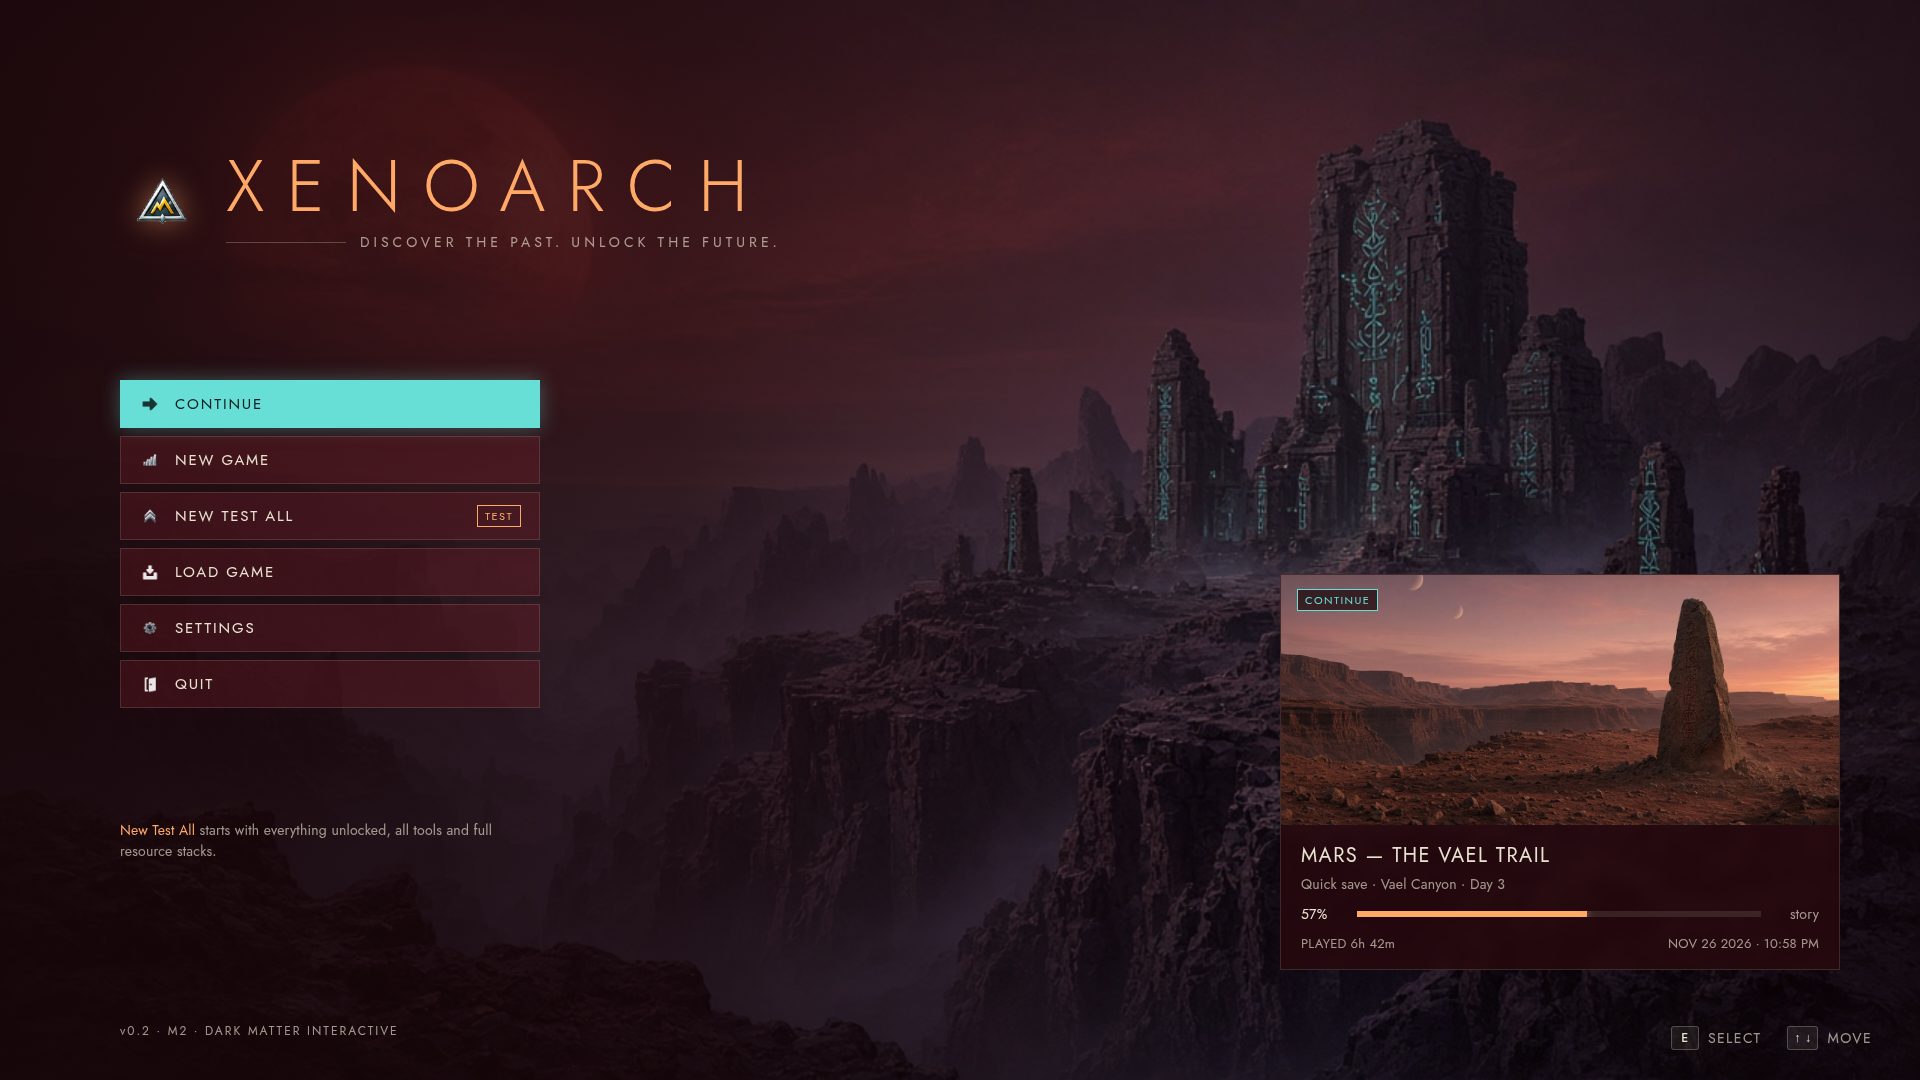 XENOARCH
DISCOVER THE PAST. UNLOCK THE FUTURE.
CONTINUE
NEW GAME
NEW TEST ALL
TEST
LOAD GAME
SETTINGS
QUIT
New Test All starts with everything unlocked, all tools and full
resource stacks.
CONTINUE
MARS — THE VAEL TRAIL
Quick save · Vael Canyon · Day 3
57%
story
PLAYED 6h 42m
NOV 26 2026 · 10:58 PM
v0.2 · M2 · DARK MATTER INTERACTIVE
E SELECT ↑ ↓ MOVE